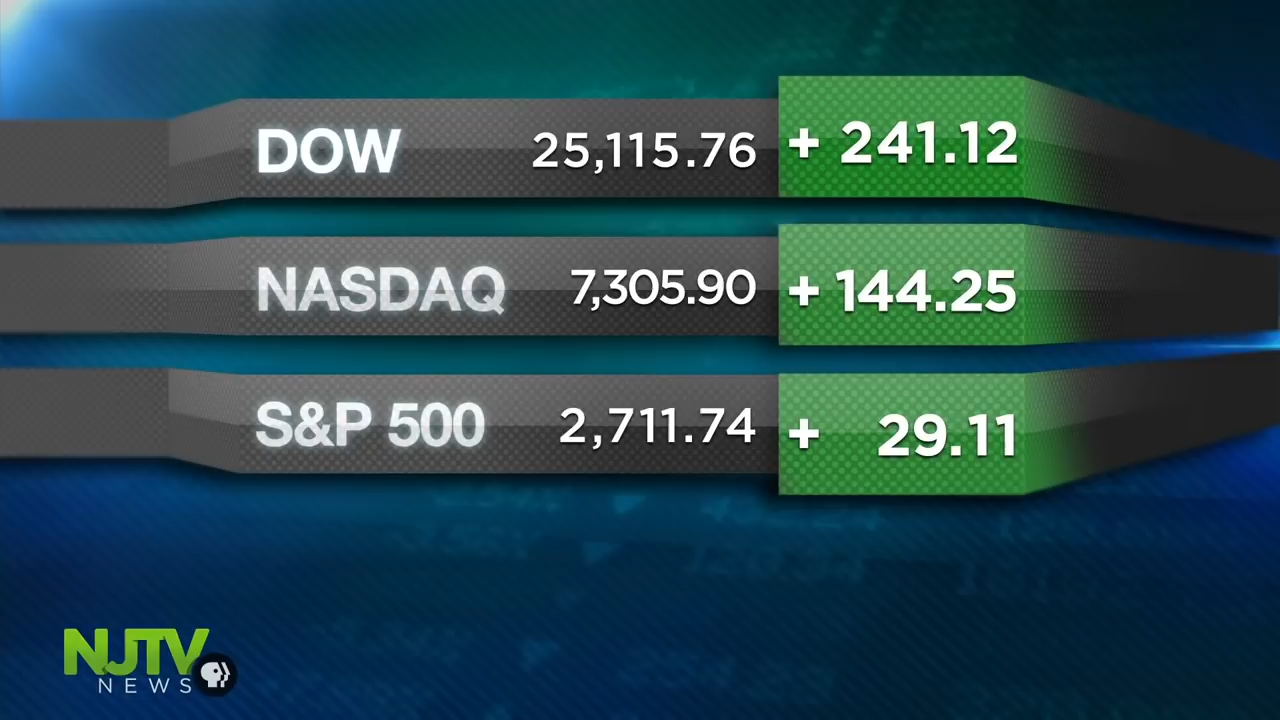 DOW 25,115.76 + 241.12
NASDAQ 7,305.90 + 144.25
S&P 500 2,711.74 + 29.11
NJTV
NEWS